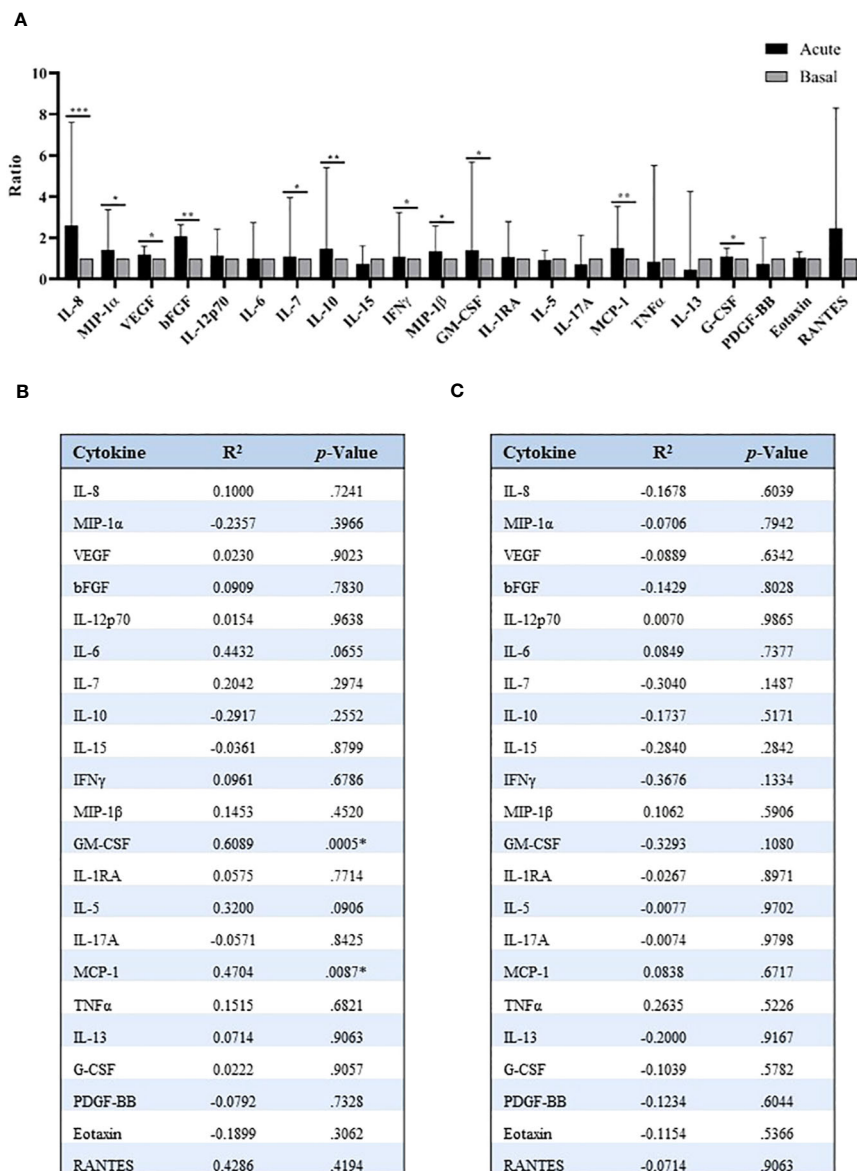 A
Acute
Basal
10
8
6
4
2
0
Ratio
***
*
*
**
*
**
*
*
*
**
*
IL-8
MIP-1α
VEGF
bFGF
IL-12p70
IL-6
IL-7
IL-10
IL-15
IFNγ
MIP-1β
GM-CSF
IL-1RA
IL-5
IL-17A
MCP-1
TNFα
IL-13
G-CSF
PDGF-BB
Eotaxin
RANTES
B
Cytokine R² p-Value
IL-8 0.1000 .7241
MIP-1α -0.2357 .3966
VEGF 0.0230 .9023
bFGF 0.0909 .7830
IL-12p70 0.0154 .9638
IL-6 0.4432 .0655
IL-7 0.2042 .2974
IL-10 -0.2917 .2552
IL-15 -0.0361 .8799
IFNγ 0.0961 .6786
MIP-1β 0.1453 .4520
GM-CSF 0.6089 .0005*
IL-1RA 0.0575 .7714
IL-5 0.3200 .0906
IL-17A -0.0571 .8425
MCP-1 0.4704 .0087*
TNFα 0.1515 .6821
IL-13 0.0714 .9063
G-CSF 0.0222 .9057
PDGF-BB -0.0792 .7328
Eotaxin -0.1899 .3062
RANTES 0.4286 .4194
C
Cytokine R² p-Value
IL-8 -0.1678 .6039
MIP-1α -0.0706 .7942
VEGF -0.0889 .6342
bFGF -0.1429 .8028
IL-12p70 0.0070 .9865
IL-6 0.0849 .7377
IL-7 -0.3040 .1487
IL-10 -0.1737 .5171
IL-15 -0.2840 .2842
IFNγ -0.3676 .1334
MIP-1β 0.1062 .5906
GM-CSF -0.3293 .1080
IL-1RA -0.0267 .8971
IL-5 -0.0077 .9702
IL-17A -0.0074 .9798
MCP-1 0.0838 .6717
TNFα 0.2635 .5226
IL-13 -0.2000 .9167
G-CSF -0.1039 .5782
PDGF-BB -0.1234 .6044
Eotaxin -0.1154 .5366
RANTES -0.0714 .9063